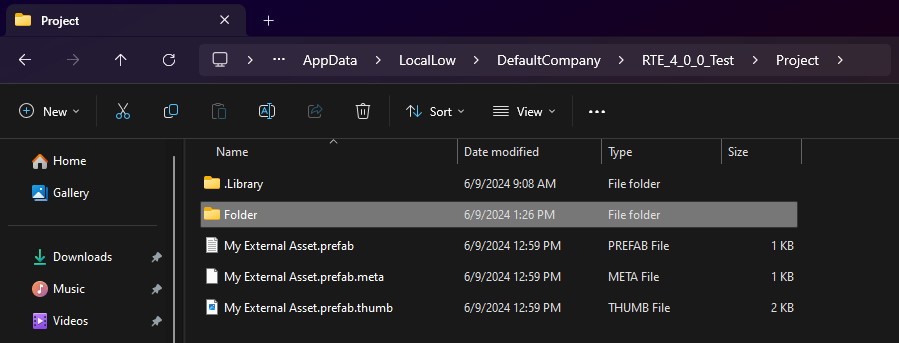 Project
AppData LocalLow DefaultCompany RTE_4_0_0_Test Project
New Sort View
Name Date modified Type Size
Home
Gallery
Downloads
Music
Videos
.Library 6/9/2024 9:08 AM File folder
Folder 6/9/2024 1:26 PM File folder
My External Asset.prefab 6/9/2024 12:59 PM PREFAB File 1 KB
My External Asset.prefab.meta 6/9/2024 12:59 PM META File 1 KB
My External Asset.prefab.thumb 6/9/2024 12:59 PM THUMB File 2 KB